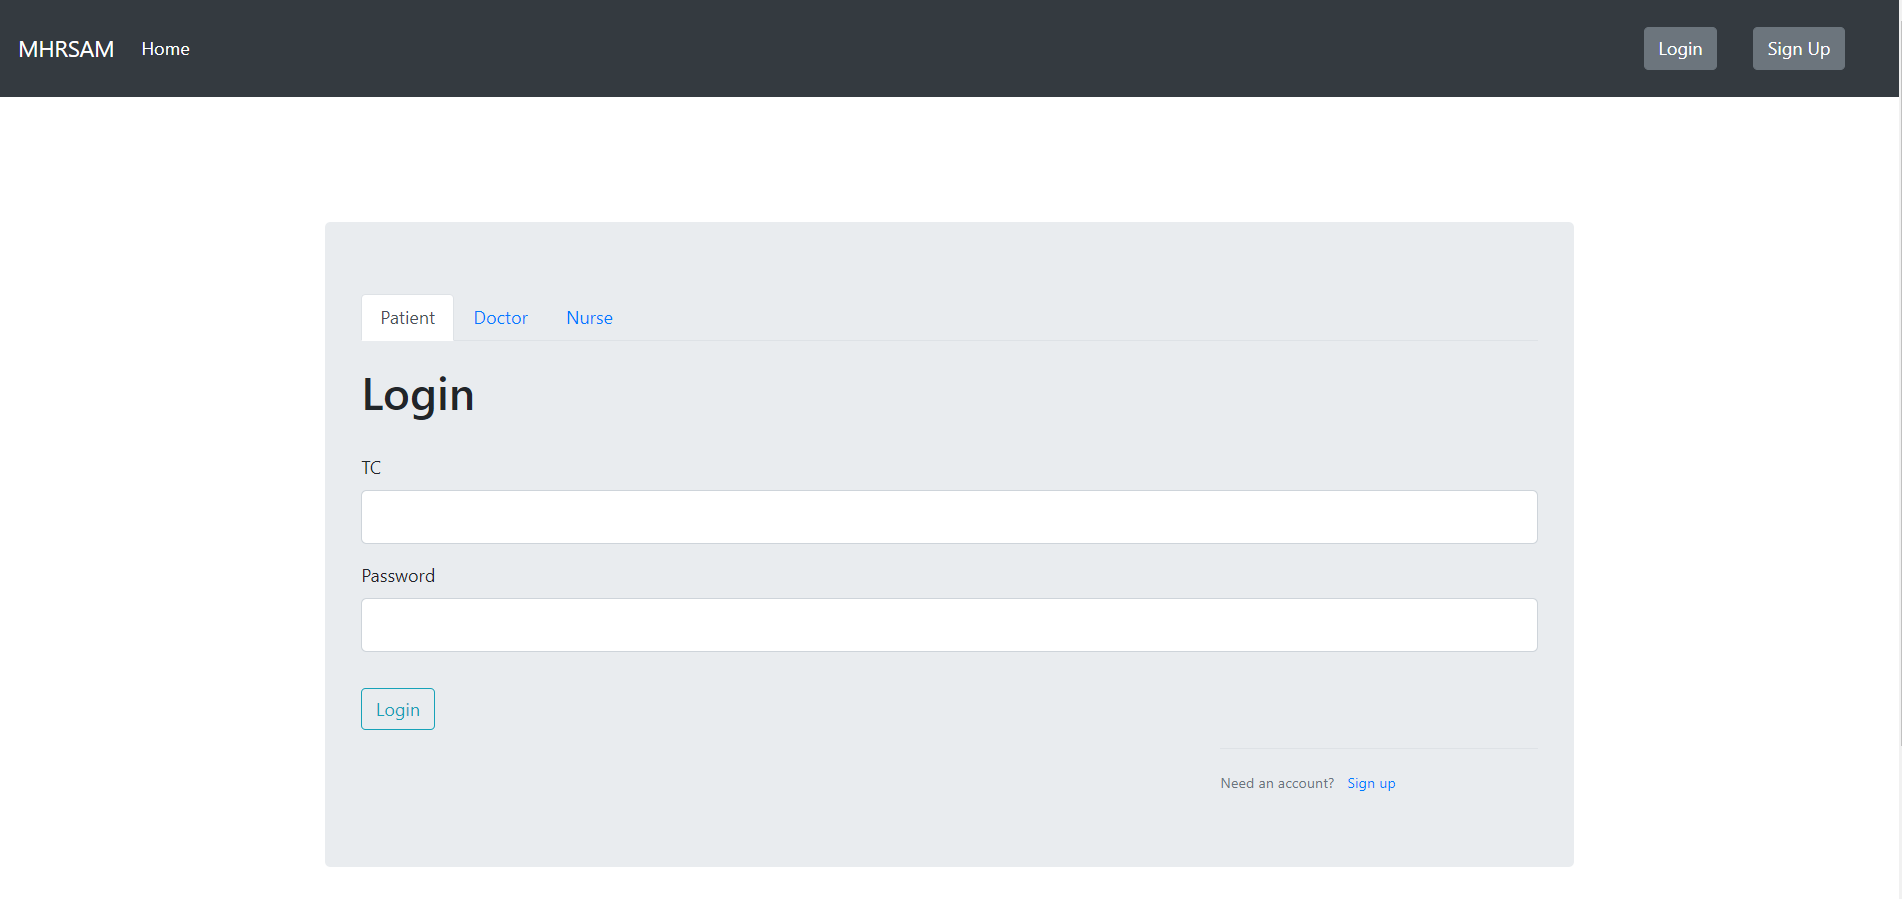 MHRSAM Home Login Sign Up
Patient Doctor Nurse
Login
TC
Password
Login
Need an account? Sign up